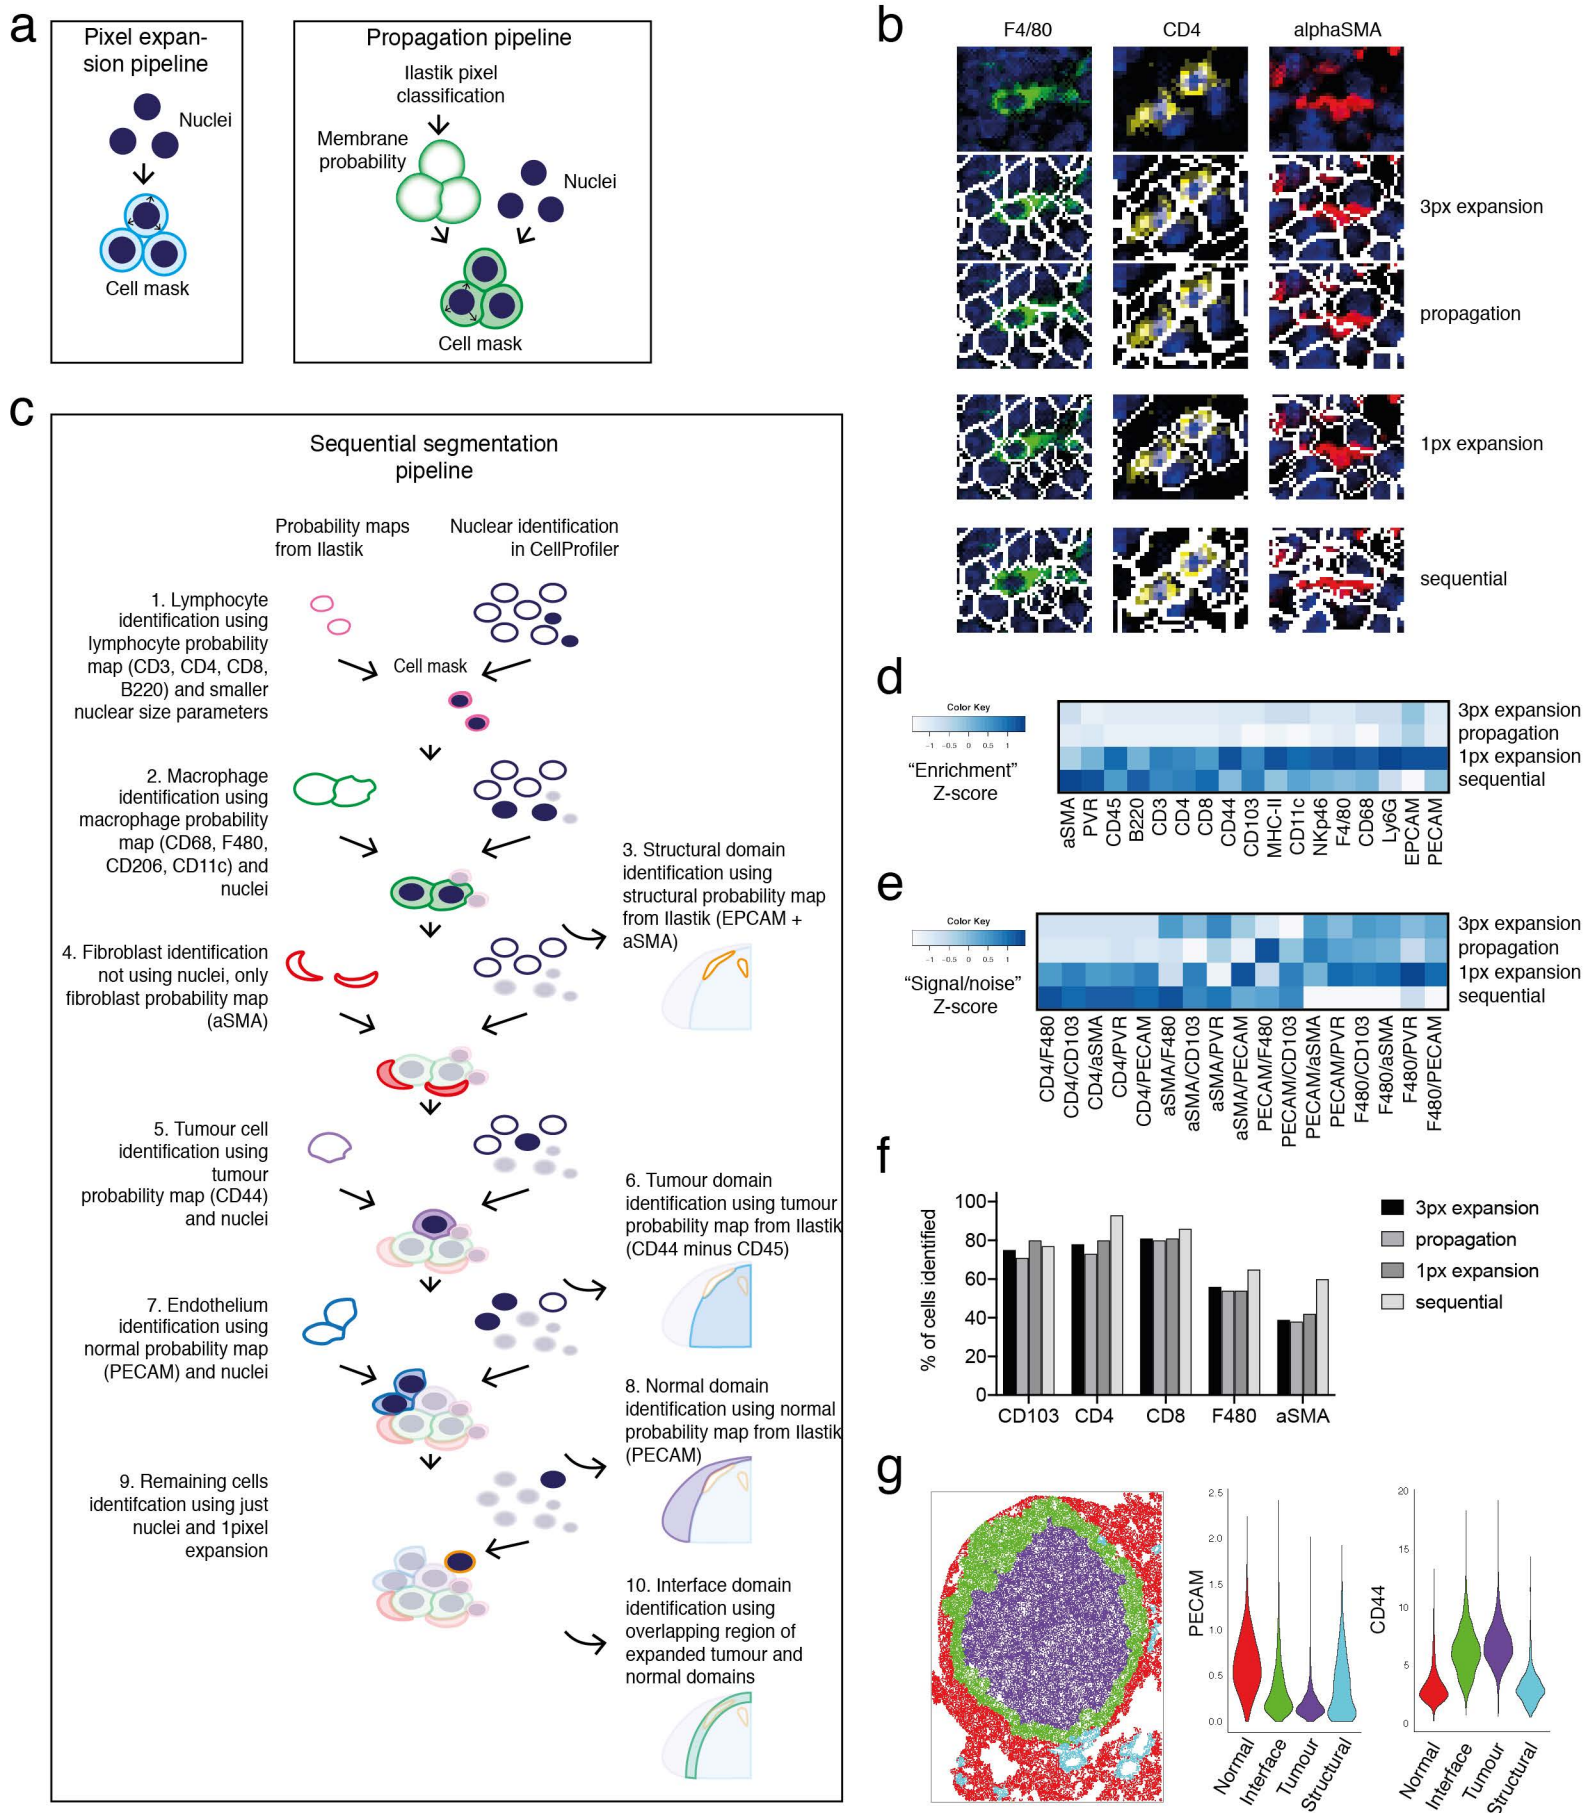 a
Pixel expan-
sion pipeline
Nuclei
Cell mask
Propagation pipeline
Ilastik pixel
classification
Membrane
probability
Nuclei
Cell mask
b
F4/80
CD4
alphaSMA
3px expansion
propagation
1px expansion
sequential
c
Sequential segmentation
pipeline
Probability maps
from Ilastik
Nuclear identification
in CellProfiler
1. Lymphocyte
identification using
lymphocyte probability
map (CD3, CD4, CD8,
B220) and smaller
nuclear size parameters
Cell mask
2. Macrophage
identification using
macrophage probability
map (CD68, F480,
CD206, CD11c) and
nuclei
3. Structural domain
identification using
structural probability map
from Ilastik (EPCAM +
aSMA)
4. Fibroblast identification
not using nuclei, only
fibroblast probability map
(aSMA)
5. Tumour cell
identification using
tumour
probability map (CD44)
and nuclei
6. Tumour domain
identification using tumour
probability map from Ilastik
(CD44 minus CD45)
7. Endothelium
identification using
normal probability map
(PECAM) and nuclei
8. Normal domain
identification using normal
probability map from Ilastik
(PECAM)
9. Remaining cells
identifcation using just
nuclei and 1pixel
expansion
10. Interface domain
identification using
overlapping region of
expanded tumour and
normal domains
d
Color Key
-1 -0.5 0 0.5 1
“Enrichment”
Z-score
3px expansion
propagation
1px expansion
sequential
aSMA
PVR
CD45
B220
CD3
CD4
CD8
CD44
CD103
MHC-II
CD11c
NKp46
F4/80
CD68
Ly6G
EPCAM
PECAM
e
Color Key
-1 -0.5 0 0.5 1
“Signal/noise”
Z-score
3px expansion
propagation
1px expansion
sequential
CD4/F480
CD4/CD103
CD4/aSMA
CD4/PVR
CD4/PECAM
aSMA/F480
aSMA/CD103
aSMA/PVR
aSMA/PECAM
PECAM/F480
PECAM/CD103
PECAM/aSMA
PECAM/PVR
F480/CD103
F480/aSMA
F480/PVR
F480/PECAM
f
% of cells identified
100
80
60
40
20
0
CD103
CD4
CD8
F480
aSMA
3px expansion
propagation
1px expansion
sequential
g
PECAM
2.5
2.0
1.5
1.0
0.5
0.0
Normal
Interface
Tumour
Structural
CD44
20
15
10
5
0
Normal
Interface
Tumour
Structural